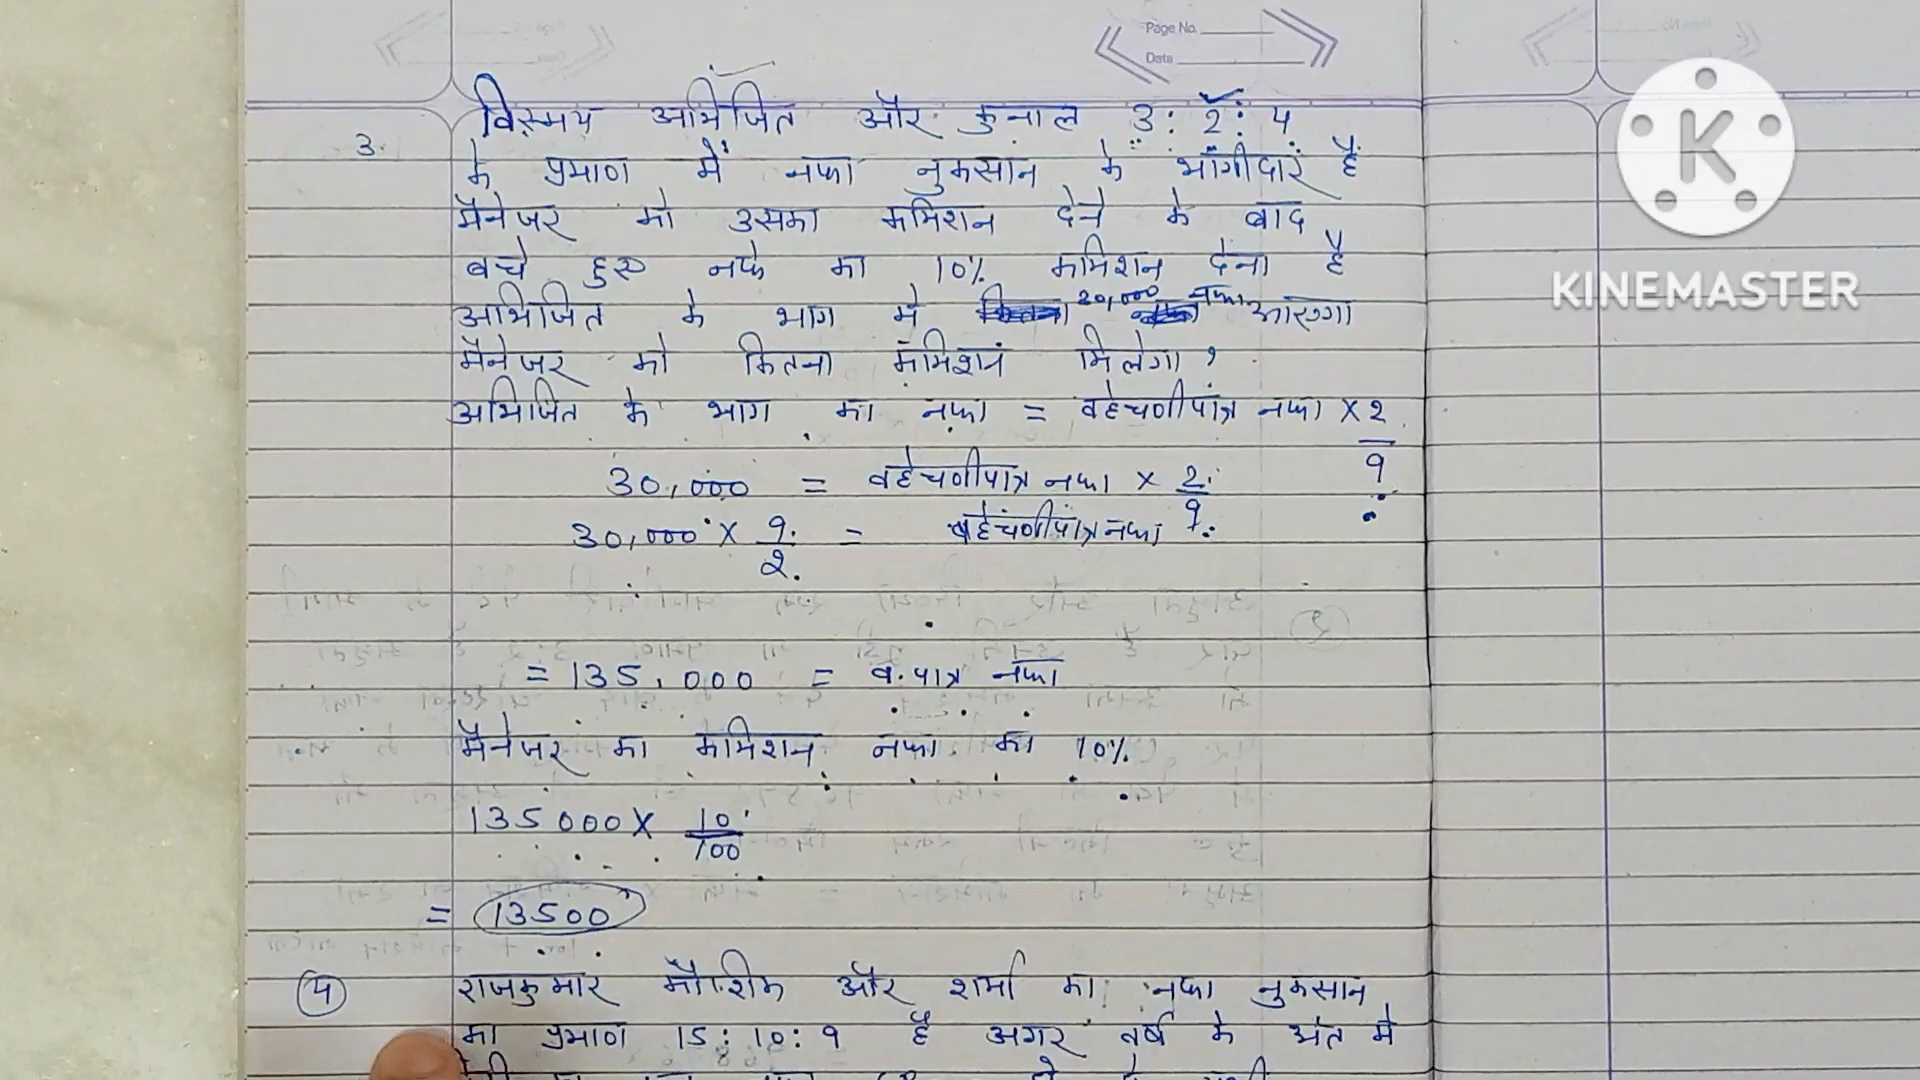 Page No.
Date
3. विस्मय अभिजित और कुनाल 3: 2: 4
के प्रमाण में नफा नुकसान के भागीदार है
मैनेजर को उसका कमिशन देने के बाद
बचे हुए नफे का 10% कमिशन देना है
अभिजित के भाग मे 30,000 नफा आएगा
मैनेजर को कितना कमिशन मिलेगा ?
अभिजित के भाग का नफा = वहेचणीपात्र नफा × 2/9
30,000 = वहेचणीपात्र नफा × 2/9
30,000 × 9/2 = वहेचणीपात्र नफा
= 135,000 = व.पात्र नफा
मैनेजर का कमिशन नफा का 10%
135000 × 10/100
= 13500
4 राजकुमार कौशिक और शर्मा का नफा नुकसान
का प्रमाण 15:10:9 है अगर वर्ष के अंत मे
K
KINEMASTER